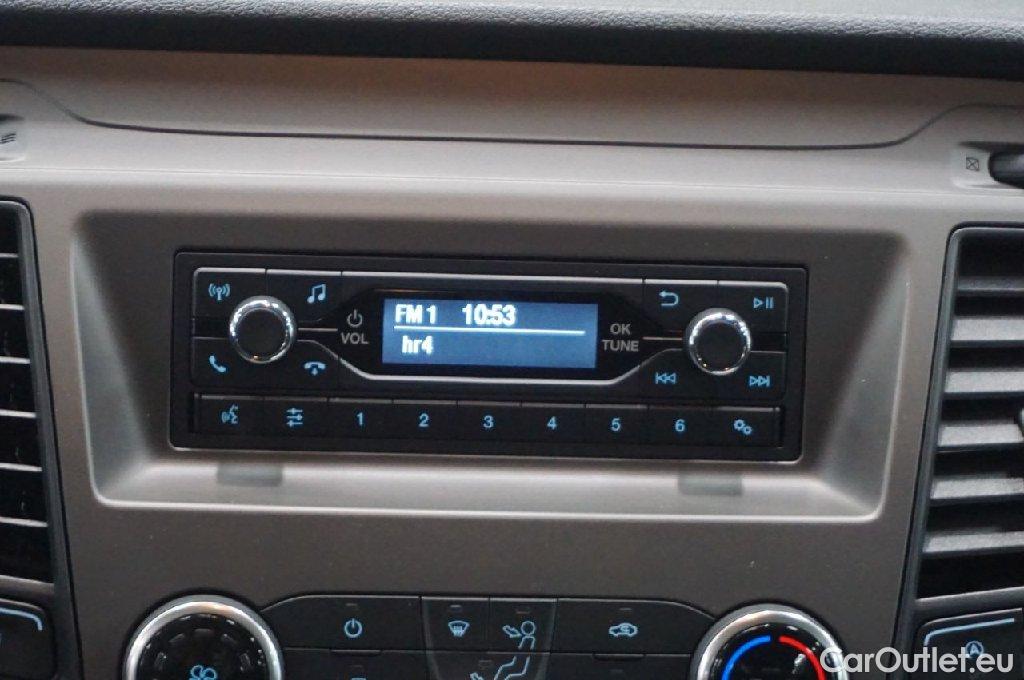 FM 1 10:53
hr4
VOL
OK
TUNE
1 2 3 4 5 6
A
CarOutlet.eu